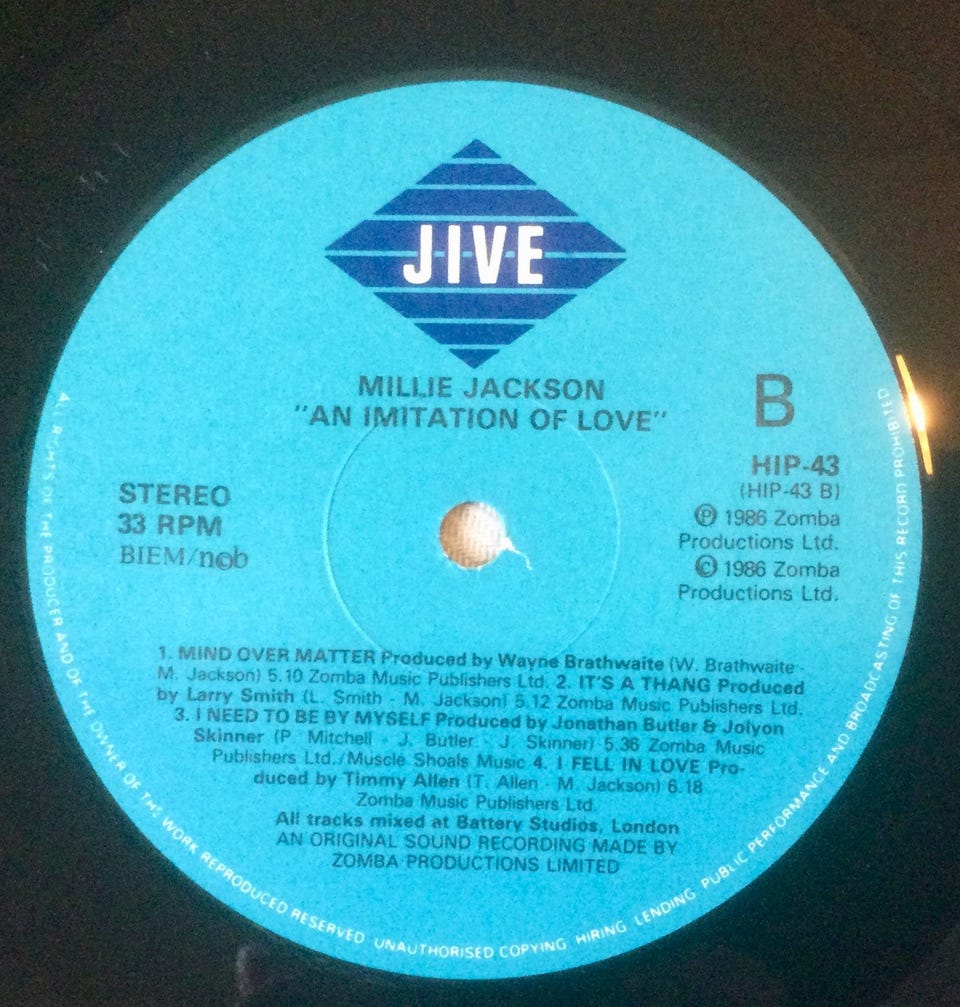 JIVE
MILLIE JACKSON
"AN IMITATION OF LOVE"
B
HIP-43
(HIP-43 B)
Ⓟ 1986 Zomba
Productions Ltd.
© 1986 Zomba
Productions Ltd.
STEREO
33 RPM
BIEM/ncb
1. MIND OVER MATTER Produced by Wayne Brathwaite (W. Brathwaite -
M. Jackson) 5.10 Zomba Music Publishers Ltd. 2. IT'S A THANG Produced
by Larry Smith (L. Smith - M. Jackson) 5.12 Zomba Music Publishers Ltd.
3. I NEED TO BE BY MYSELF Produced by Jonathan Butler & Jolyon
Skinner (P. Mitchell - J. Butler - J. Skinner) 5.36 Zomba Music
Publishers Ltd./Muscle Shoals Music 4. I FELL IN LOVE Pro-
duced by Timmy Allen (T. Allen - M. Jackson) 6.18
Zomba Music Publishers Ltd.
All tracks mixed at Battery Studios, London
AN ORIGINAL SOUND RECORDING MADE BY
ZOMBA PRODUCTIONS LIMITED
ALL RIGHTS OF THE PRODUCER AND OF THE OWNER OF THE WORK REPRODUCED RESERVED UNAUTHORISED COPYING HIRING LENDING PUBLIC PERFORMANCE AND BROADCASTING OF THIS RECORD PROHIBITED